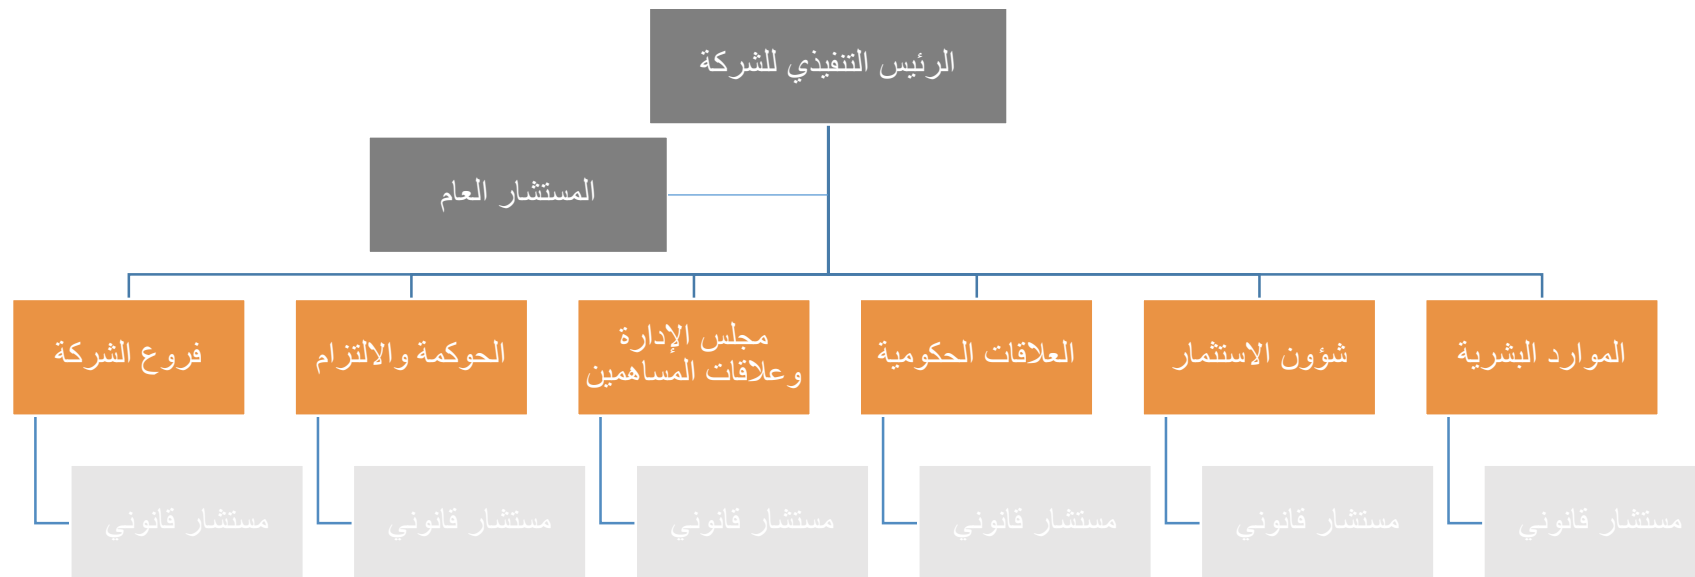 الرئيس التنفيذي للشركة
المستشار العام
الموارد البشرية
شؤون الاستثمار
العلاقات الحكومية
مجلس الإدارة
وعلاقات المساهمين
الحوكمة والالتزام
فروع الشركة
مستشار قانوني
مستشار قانوني
مستشار قانوني
مستشار قانوني
مستشار قانوني
مستشار قانوني